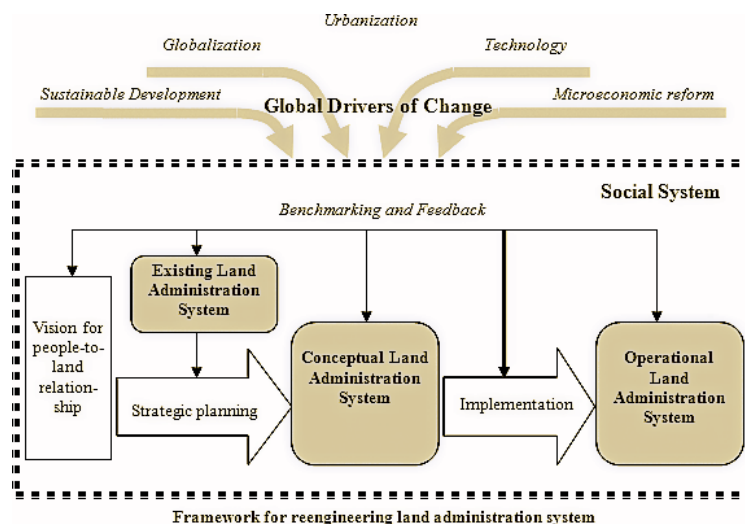 Urbanization
Globalization
Technology
Sustainable Development
Global Drivers of Change
Microeconomic reform
Social System
Benchmarking and Feedback
Existing Land
Administration
System
Vision for
people-to-
land
relation-
ship
Strategic planning
Conceptual Land
Administration
System
Implementation
Operational
Land
Administration
System
Framework for reengineering land administration system